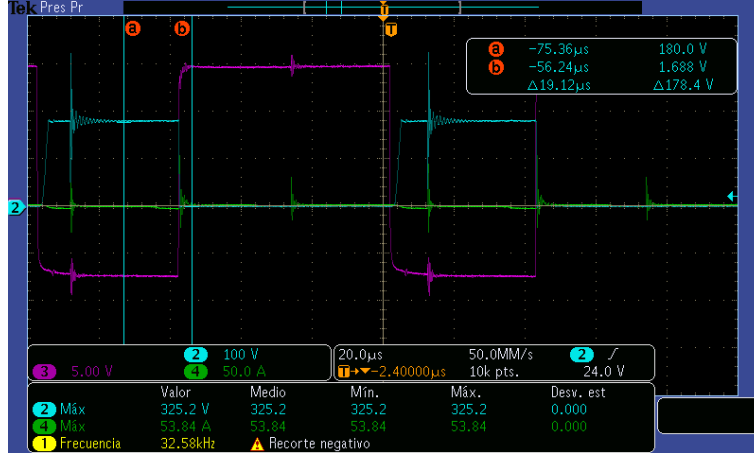 Tek Pres Pr
T
a b T
a -75.36µs 180.0 V
b -56.24µs 1.688 V
Δ19.12µs Δ178.4 V
2
2 100 V
3 5.00 V 4 50.0 A
20.0µs 50.0MM/s 2
T→▼-2.40000µs 10k pts. 24.0 V
Valor Medio Mín. Máx. Desv. est
2 Máx 325.2 V 325.2 325.2 325.2 0.000
4 Máx 53.84 A 53.84 53.84 53.84 0.000
1 Frecuencia 32.58kHz Recorte negativo